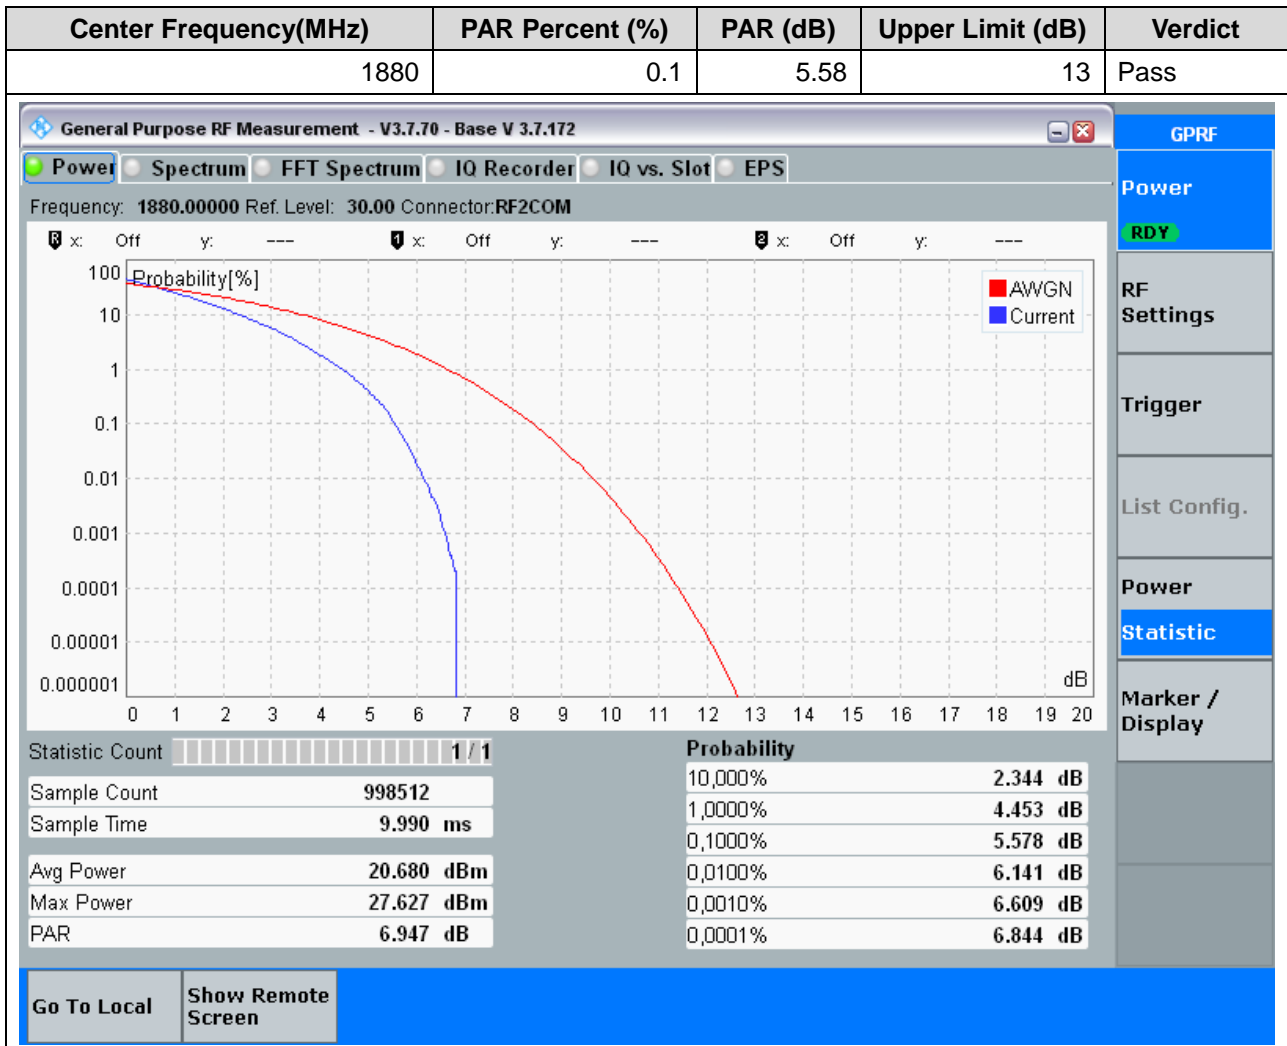 Center Frequency(MHz) PAR Percent (%) PAR (dB) Upper Limit (dB) Verdict
1880 0.1 5.58 13 Pass
General Purpose RF Measurement - V3.7.70 - Base V 3.7.172
GPRF
Power Spectrum FFT Spectrum IQ Recorder IQ vs. Slot EPS
Power
RDY
Frequency: 1880.00000 Ref. Level: 30.00 Connector:RF2COM
R x: Off y: --- 1 x: Off y: --- 2 x: Off y: ---
Probability[%]
AWGN
Current
100
10
1
0.1
0.01
0.001
0.0001
0.00001
0.000001
dB
0 1 2 3 4 5 6 7 8 9 10 11 12 13 14 15 16 17 18 19 20
RF
Settings
Trigger
List Config.
Power
Statistic
Marker /
Display
Statistic Count 1 / 1
Sample Count 998512
Sample Time 9.990 ms
Avg Power 20.680 dBm
Max Power 27.627 dBm
PAR 6.947 dB
Probability
10,000% 2.344 dB
1,0000% 4.453 dB
0,1000% 5.578 dB
0,0100% 6.141 dB
0,0010% 6.609 dB
0,0001% 6.844 dB
Go To Local
Show Remote
Screen